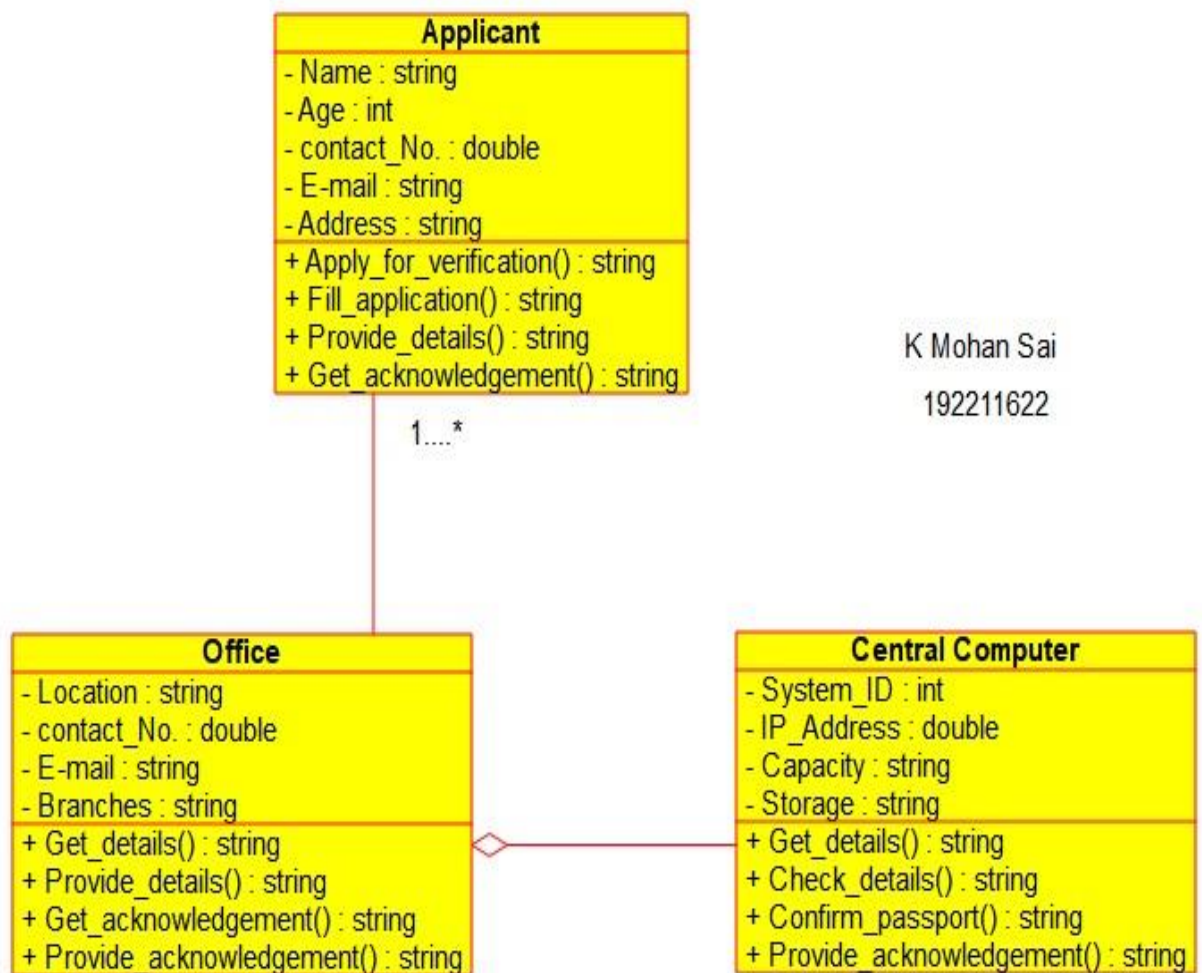 Applicant
- Name : string
- Age : int
- contact_No. : double
- E-mail : string
- Address : string
+ Apply_for_verification() : string
+ Fill_application() : string
+ Provide_details() : string
+ Get_acknowledgement() : string
K Mohan Sai
192211622
1....*
Office
- Location : string
- contact_No. : double
- E-mail : string
- Branches : string
+ Get_details() : string
+ Provide_details() : string
+ Get_acknowledgement() : string
+ Provide_acknowledgement() : string
Central Computer
- System_ID : int
- IP_Address : double
- Capacity : string
- Storage : string
+ Get_details() : string
+ Check_details() : string
+ Confirm_passport() : string
+ Provide_acknowledgement() : string